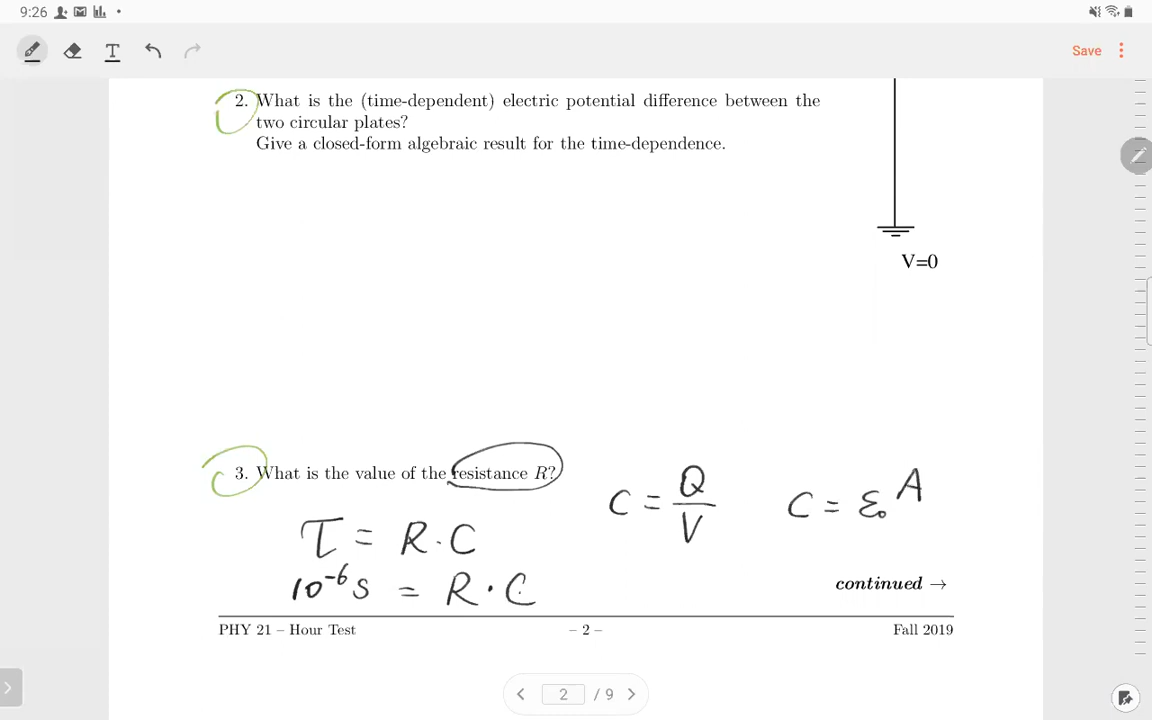 9:26
Save
2. What is the (time-dependent) electric potential difference between the
two circular plates?
Give a closed-form algebraic result for the time-dependence.
V=0
3. What is the value of the resistance R?
C = Q/V
C = ε₀ A
τ = R · C
10⁻⁶ S = R · C
continued →
PHY 21 – Hour Test
– 2 –
Fall 2019
2 / 9